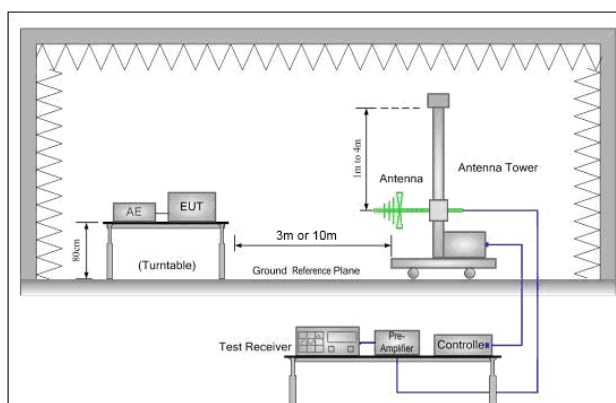 1m to 4m
Antenna
Antenna Tower
AE
EUT
80cm
(Turntable)
3m or 10m
Ground Reference Plane
Test Receiver
Pre-
Amplifier
Controlle